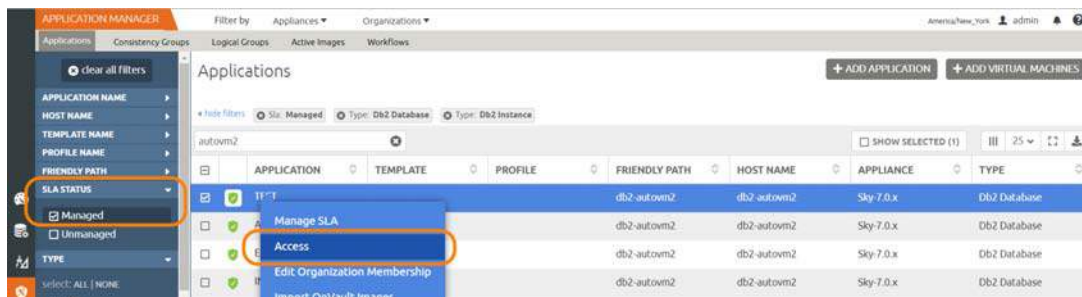 APPLICATION MANAGER Filter by Appliances Organizations America/New_York admin
Applications Consistency Groups Logical Groups Active Images Workflows
clear all filters
Applications
+ ADD APPLICATION + ADD VIRTUAL MACHINES
APPLICATION NAME
HOST NAME
hide filters Sla: Managed Type: Db2 Database Type: Db2 Instance
TEMPLATE NAME
autovm2 SHOW SELECTED (1) 25
PROFILE NAME
FRIENDLY PATH
APPLICATION TEMPLATE PROFILE FRIENDLY PATH HOST NAME APPLIANCE TYPE
SLA STATUS
TEST db2-autovm2 db2-autovm2 Sky-7.0.x Db2 Database
Managed
Manage SLA
Unmanaged
db2-autovm2 db2-autovm2 Sky-7.0.x Db2 Database
Access
db2-autovm2 db2-autovm2 Sky-7.0.x Db2 Database
TYPE
Edit Organization Membership
select: ALL | NONE
db2-autovm2 db2-autovm2 Sky-7.0.x Db2 Database
Import OnVault Images